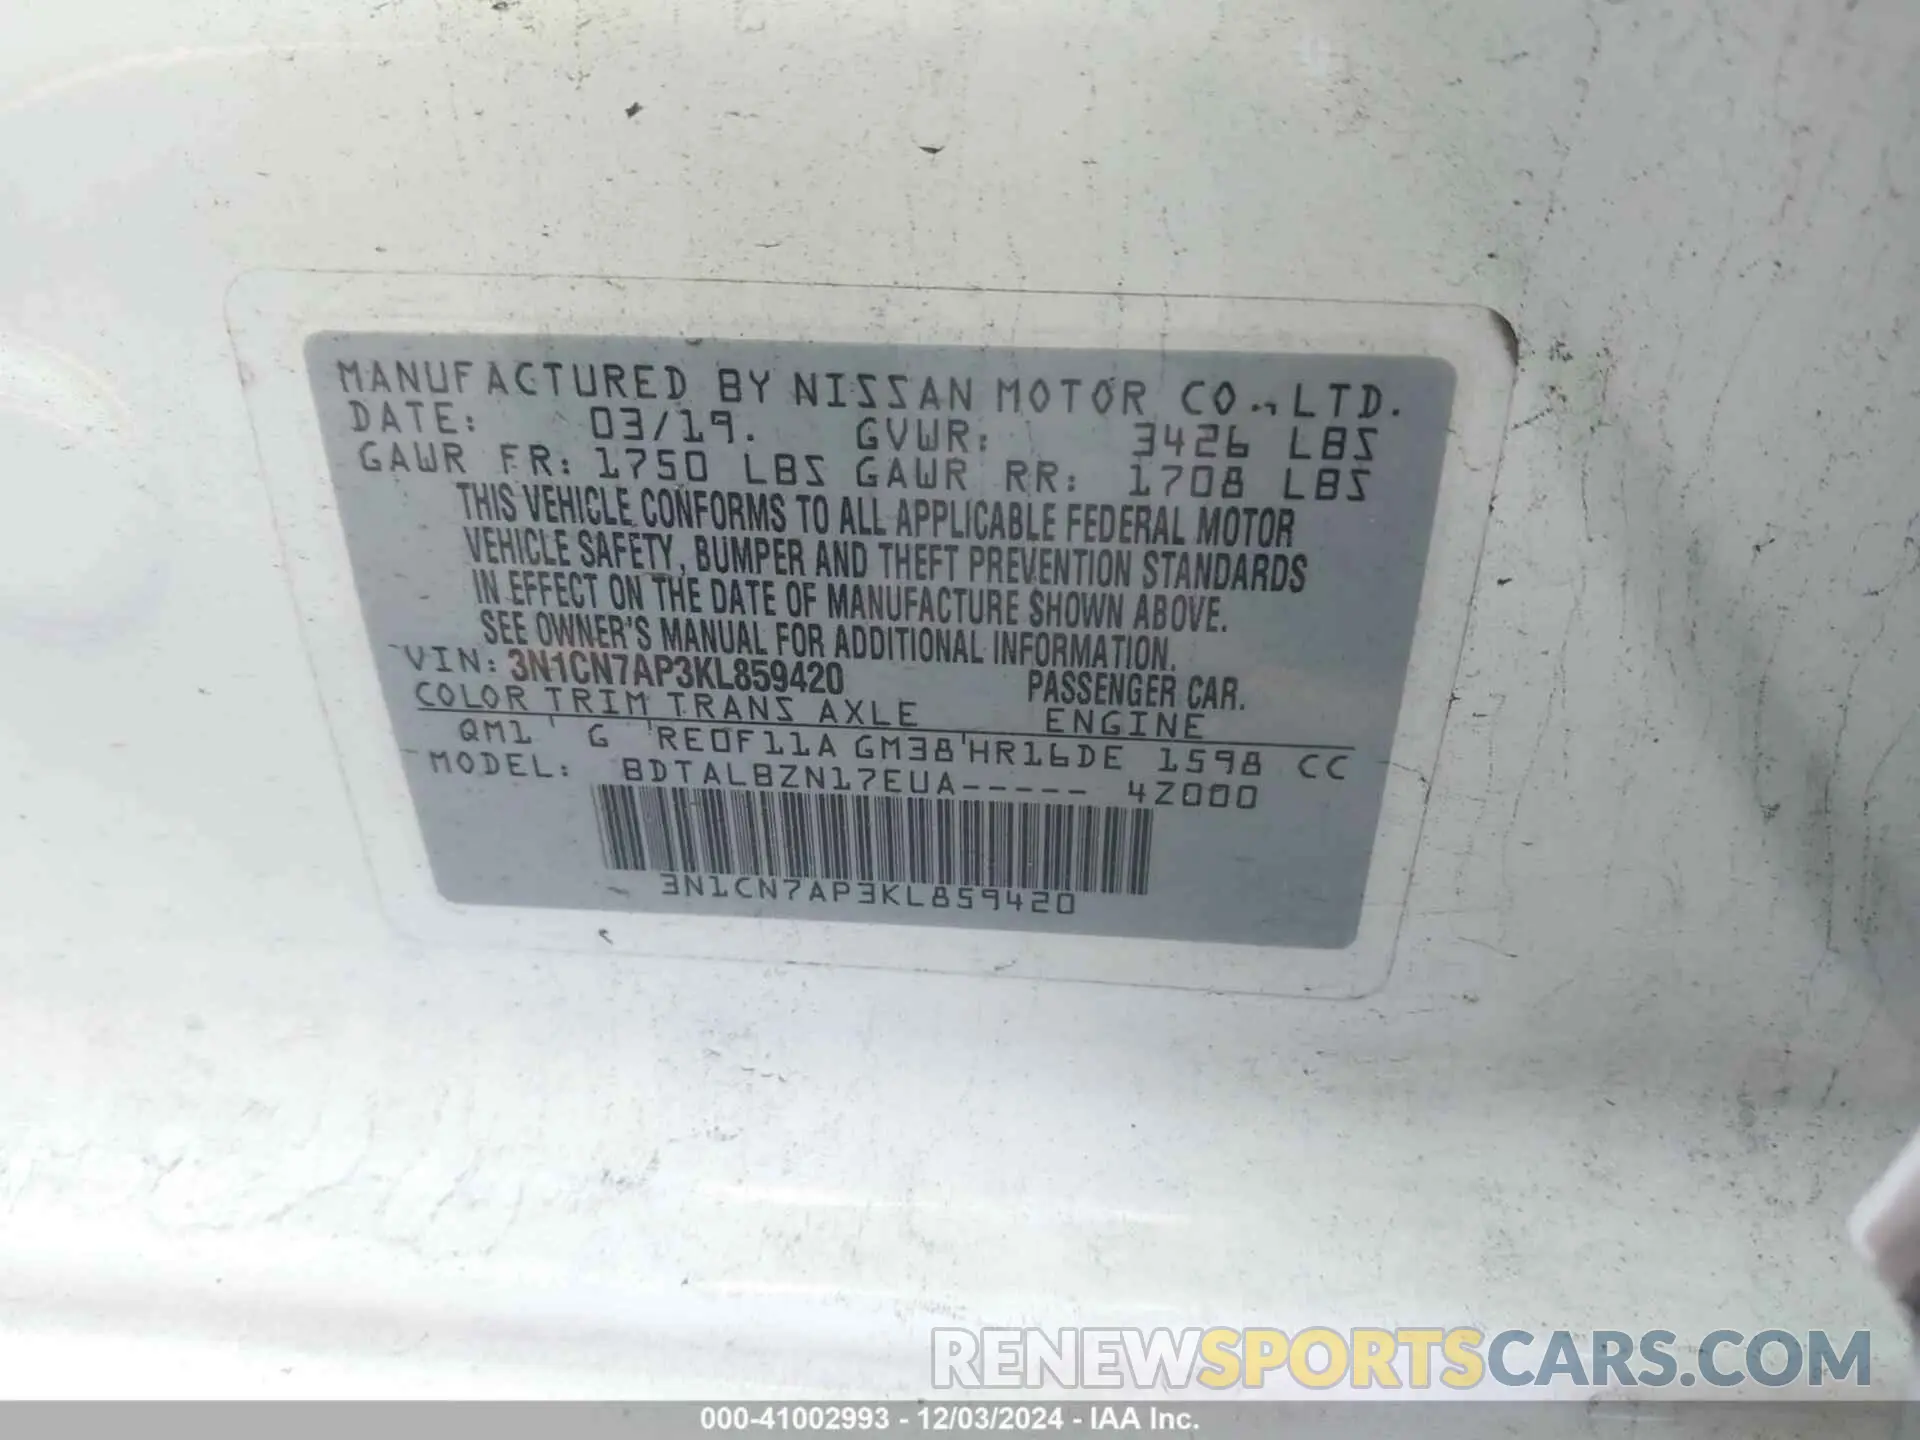 MANUFACTURED BY NISSAN MOTOR CO., LTD.
DATE: 03/19. GVWR: 3426 LBS
GAWR FR: 1750 LBS GAWR RR: 1708 LBS
THIS VEHICLE CONFORMS TO ALL APPLICABLE FEDERAL MOTOR
VEHICLE SAFETY, BUMPER AND THEFT PREVENTION STANDARDS
IN EFFECT ON THE DATE OF MANUFACTURE SHOWN ABOVE.
SEE OWNER'S MANUAL FOR ADDITIONAL INFORMATION.
VIN: 3N1CN7AP3KL859420 PASSENGER CAR.
COLOR TRIM TRANS AXLE ENGINE
QM1 G RE0F11A GM38 HR16DE 1598 CC
MODEL: BDTALBZN17EUA----- 4Z000
3N1CN7AP3KL859420
RENEWSPORTSCARS.COM
000-41002993 - 12/03/2024 - IAA Inc.